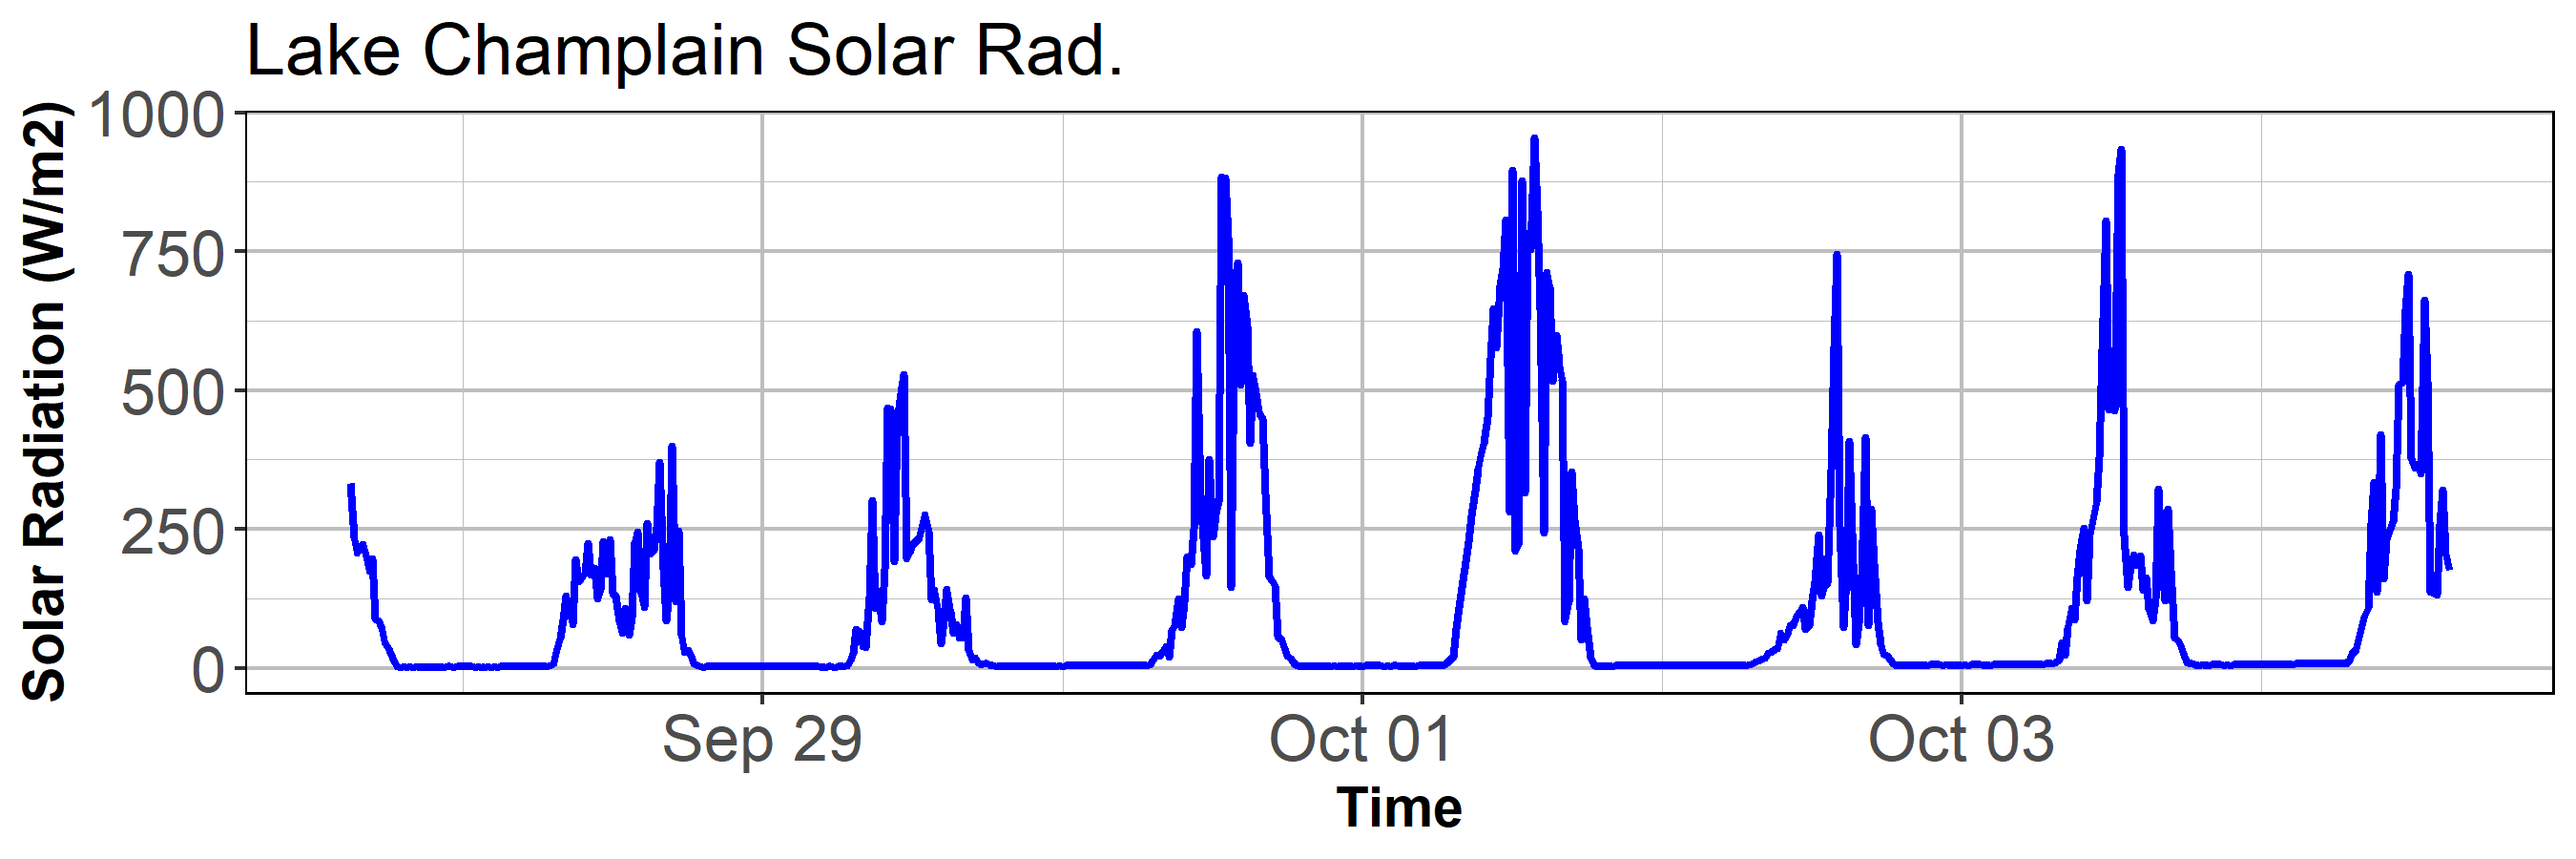 Lake Champlain Solar Rad.
Solar Radiation (W/m2)
1000
750
500
250
0
Sep 29
Oct 01
Oct 03
Time